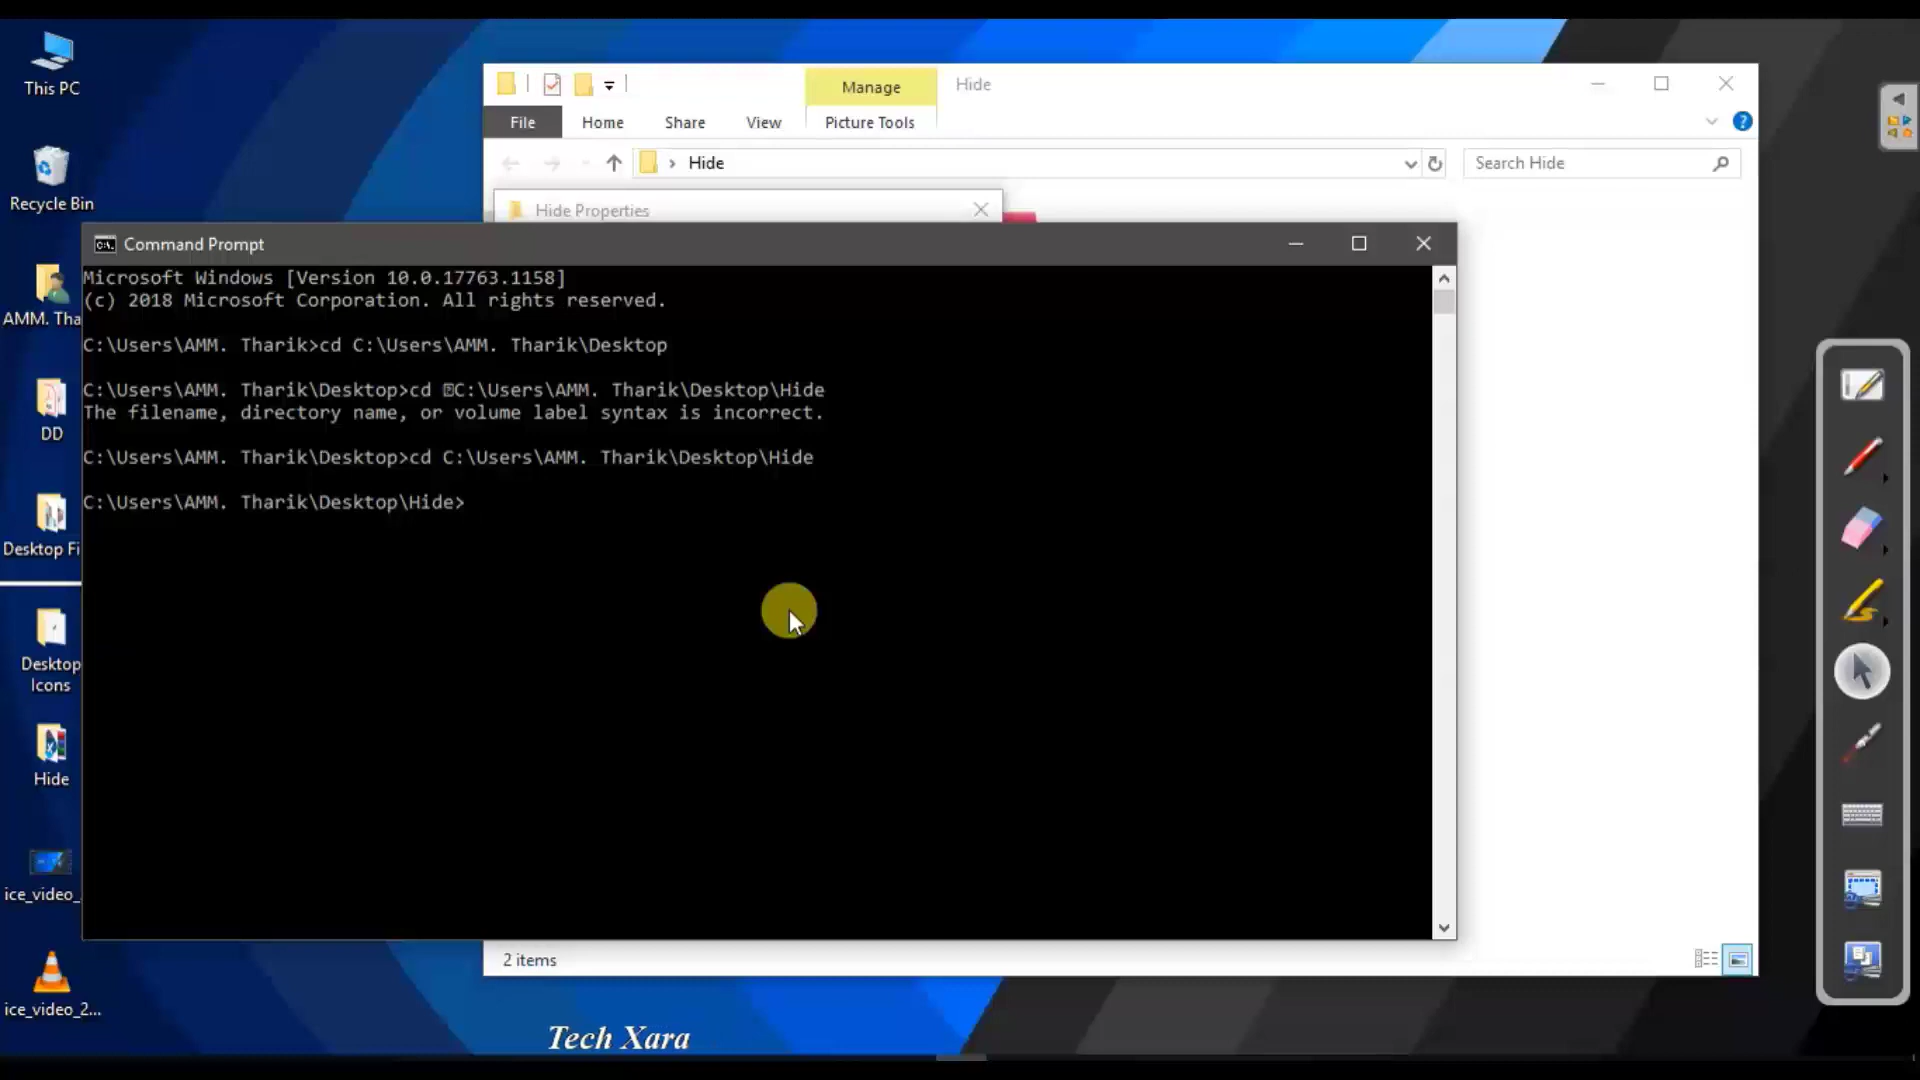 This PC
Recycle Bin
AMM. Tha
DD
Desktop Fi
Desktop
Icons
Hide
ice_video_
ice_video_2...
Manage
Hide
File
Home
Share
View
Picture Tools
Hide
Search Hide
Hide Properties
Command Prompt
Microsoft Windows [Version 10.0.17763.1158]
(c) 2018 Microsoft Corporation. All rights reserved.
C:\Users\AMM. Tharik>cd C:\Users\AMM. Tharik\Desktop
C:\Users\AMM. Tharik\Desktop>cd ⍰C:\Users\AMM. Tharik\Desktop\Hide
The filename, directory name, or volume label syntax is incorrect.
C:\Users\AMM. Tharik\Desktop>cd C:\Users\AMM. Tharik\Desktop\Hide
C:\Users\AMM. Tharik\Desktop\Hide>
2 items
Tech Xara